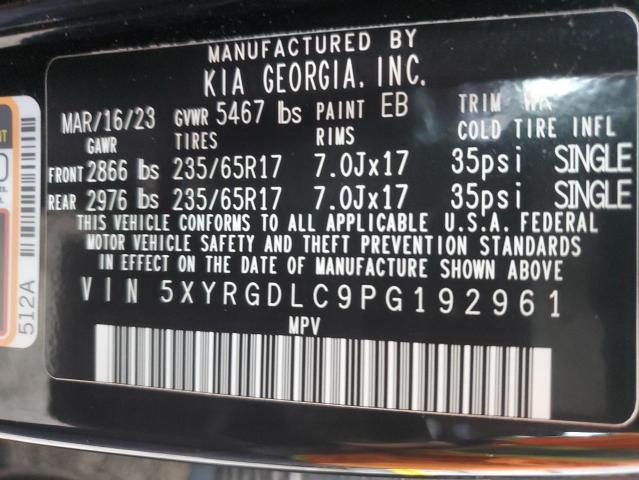 MANUFACTURED BY
KIA GEORGIA, INC.
MAR/16/23 GVWR 5467 lbs PAINT EB TRIM WK
GAWR TIRES RIMS COLD TIRE INFL
FRONT 2866 lbs 235/65R17 7.0Jx17 35psi SINGLE
REAR 2976 lbs 235/65R17 7.0Jx17 35psi SINGLE
THIS VEHICLE CONFORMS TO ALL APPLICABLE U.S.A. FEDERAL
MOTOR VEHICLE SAFETY AND THEFT PREVENTION STANDARDS
IN EFFECT ON THE DATE OF MANUFACTURE SHOWN ABOVE
VIN 5XYRGDLC9PG192961
MPV
512A